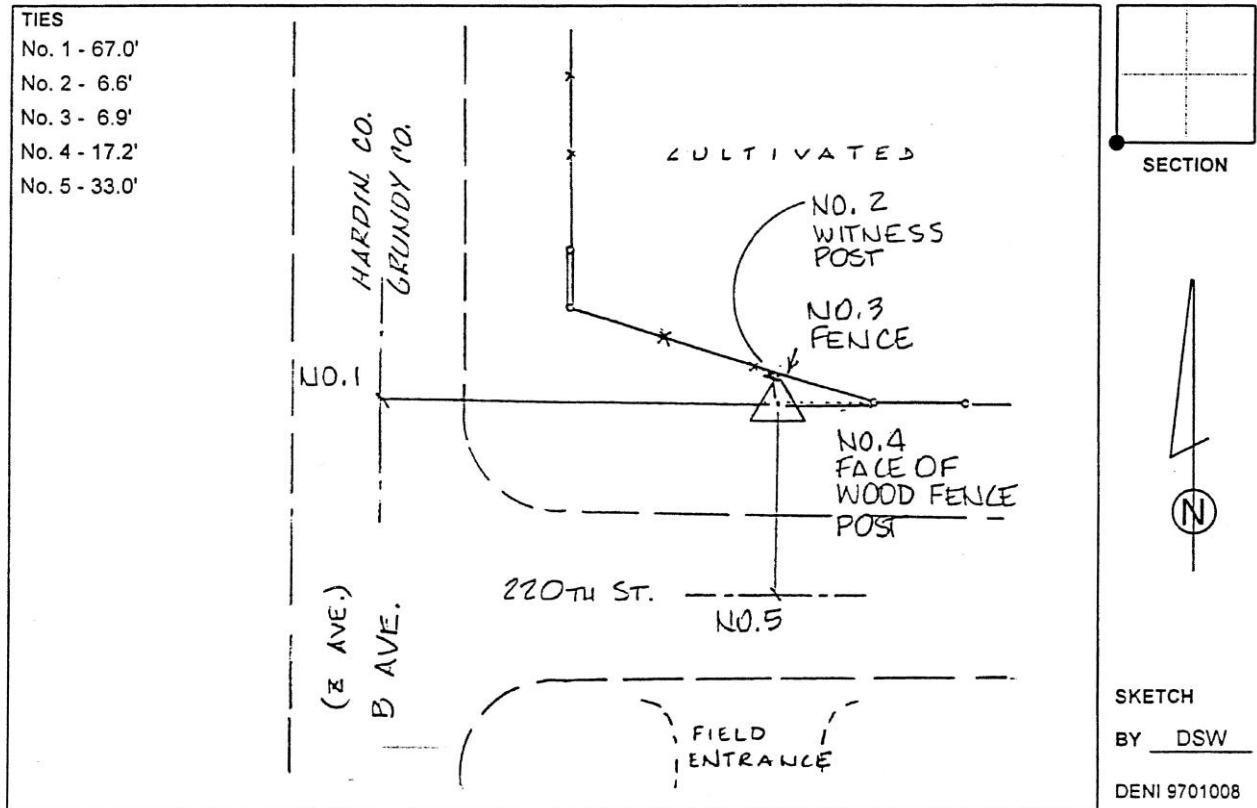 TIES
No. 1 - 67.0'
No. 2 - 6.6'
No. 3 - 6.9'
No. 4 - 17.2'
No. 5 - 33.0'
HARDIN CO.
GRUNDY CO.
CULTIVATED
NO. 2
WITNESS
POST
NO.3
FENCE
NO.1
NO.4
FACE OF
WOOD FENCE
POST
220TH ST.
NO.5
(Z AVE.)
B AVE.
FIELD
ENTRANCE
SECTION
N
SKETCH
BY DSW
DENI 9701008